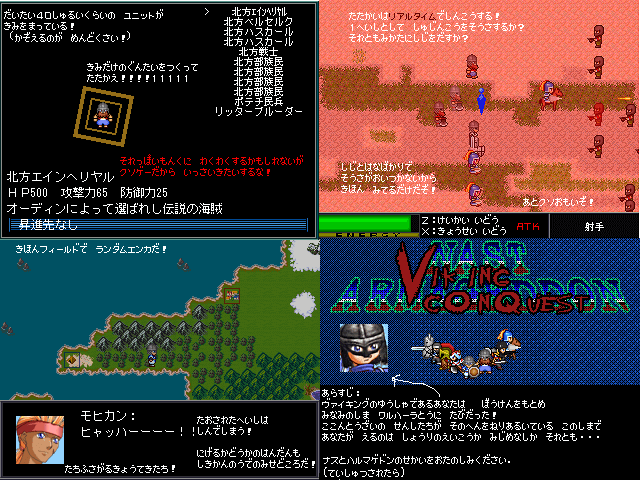 だいたい40しゅるいくらいの ユニットが
きみをまっている！
(かぞえるのが めんどくさい！)
＞ 北方ｴｲﾝﾍﾘﾔﾙ
北方ベルセルク
北方ハスカール
北方ハスカール
北方戦士
北方部族民
北方部族民
北方部族民
北方部族民
ポテチ民兵
リッターブルーダー
きみだけのぐんたいをつくって
たたかえ！！！！１１１１１
それっぽいもんくに わくわくするかもしれないが
クソゲーだから いっさいきたいするな！
北方エインヘリヤル
ＨＰ500 攻撃力65 防御力25
オーディンによって選ばれし伝説の海賊
昇進先なし
たたかいはリアルタイムでしんこうする！
1へいしとして しゅじんこうをそうさするか？
それともみかたにししをだすか？
しじとはなばかりで
そうさがおいつかないから
きほん みてるだけだぞ！
あとクソおもいぞ！
ENERGY
Z：けいかい いどう
X：きょうせい いどう
ATK
射手
きほんフィールドで ランダムエンカだ！
モヒカン：
ヒャッハーーーー！！
たおされたへいしは
しんでしまう！
にげるかどうかのはんだんも
しきかんのうでのみせどころだ！
たちふさがるきょうてきたち！
NAST
ARMAGEDDON
VIKING
CONQUEST
あらすじ：
ヴァイキングのゆうしゃであるあなたは ぼうけんをもとめ
みなみのしま ワルハーラとうに たびだった！
ここんとうざいの せんしたちが そのへんをねりあるいている このしまで
あなたが えるのは しょうりのえいこうか みじめなしか それとも・・・
ナスとハルマゲドンのせかいをおたのしみください。
(ていしゅつされたら)